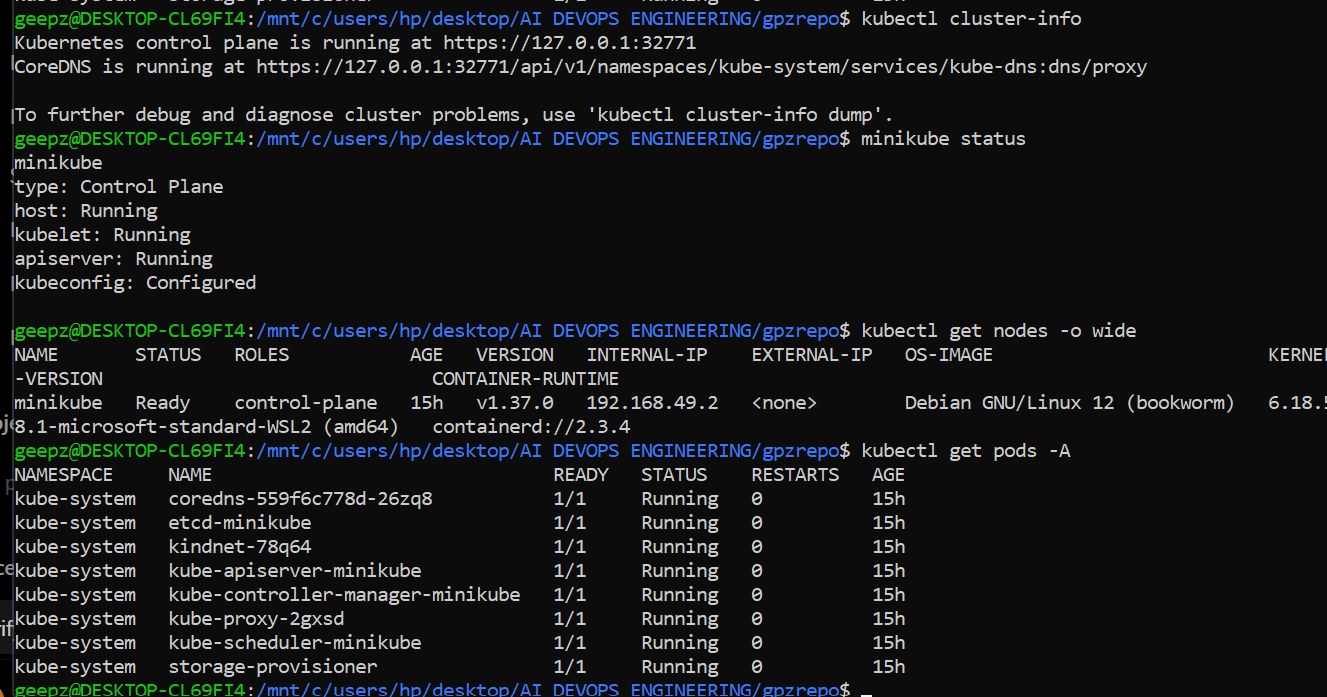 geepz@DESKTOP-CL69FI4:/mnt/c/users/hp/desktop/AI DEVOPS ENGINEERING/gpzrepo$ kubectl cluster-info
Kubernetes control plane is running at https://127.0.0.1:32771
CoreDNS is running at https://127.0.0.1:32771/api/v1/namespaces/kube-system/services/kube-dns:dns/proxy
To further debug and diagnose cluster problems, use 'kubectl cluster-info dump'.
geepz@DESKTOP-CL69FI4:/mnt/c/users/hp/desktop/AI DEVOPS ENGINEERING/gpzrepo$ minikube status
minikube
type: Control Plane
host: Running
kubelet: Running
apiserver: Running
kubeconfig: Configured
geepz@DESKTOP-CL69FI4:/mnt/c/users/hp/desktop/AI DEVOPS ENGINEERING/gpzrepo$ kubectl get nodes -o wide
NAME STATUS ROLES AGE VERSION INTERNAL-IP EXTERNAL-IP OS-IMAGE KERNEL
-VERSION CONTAINER-RUNTIME
minikube Ready control-plane 15h v1.37.0 192.168.49.2 <none> Debian GNU/Linux 12 (bookworm) 6.18.5
8.1-microsoft-standard-WSL2 (amd64) containerd://2.3.4
geepz@DESKTOP-CL69FI4:/mnt/c/users/hp/desktop/AI DEVOPS ENGINEERING/gpzrepo$ kubectl get pods -A
NAMESPACE NAME READY STATUS RESTARTS AGE
kube-system coredns-559f6c778d-26zq8 1/1 Running 0 15h
kube-system etcd-minikube 1/1 Running 0 15h
kube-system kindnet-78q64 1/1 Running 0 15h
kube-system kube-apiserver-minikube 1/1 Running 0 15h
kube-system kube-controller-manager-minikube 1/1 Running 0 15h
kube-system kube-proxy-2gxsd 1/1 Running 0 15h
kube-system kube-scheduler-minikube 1/1 Running 0 15h
kube-system storage-provisioner 1/1 Running 0 15h
geepz@DESKTOP-CL69FI4:/mnt/c/users/hp/desktop/AI DEVOPS ENGINEERING/gpzrepo$